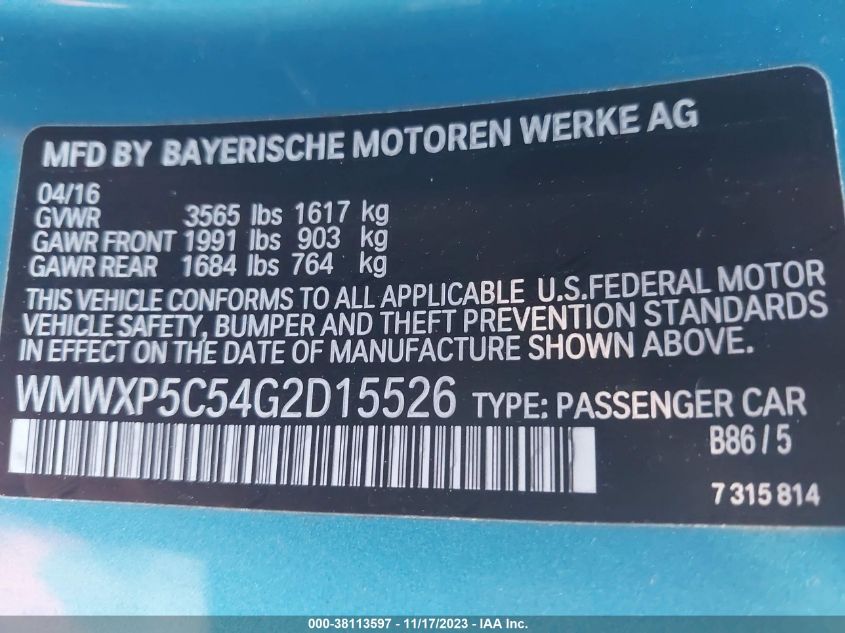 MFD BY BAYERISCHE MOTOREN WERKE AG
04/16
GVWR 3565 lbs 1617 kg
GAWR FRONT 1991 lbs 903 kg
GAWR REAR 1684 lbs 764 kg
THIS VEHICLE CONFORMS TO ALL APPLICABLE U.S.FEDERAL MOTOR
VEHICLE SAFETY, BUMPER AND THEFT PREVENTION STANDARDS
IN EFFECT ON THE DATE OF MANUFACTURE SHOWN ABOVE.
WMWXP5C54G2D15526 TYPE: PASSENGER CAR
B86 / 5
7 315 814
000-38113597 - 11/17/2023 - IAA Inc.